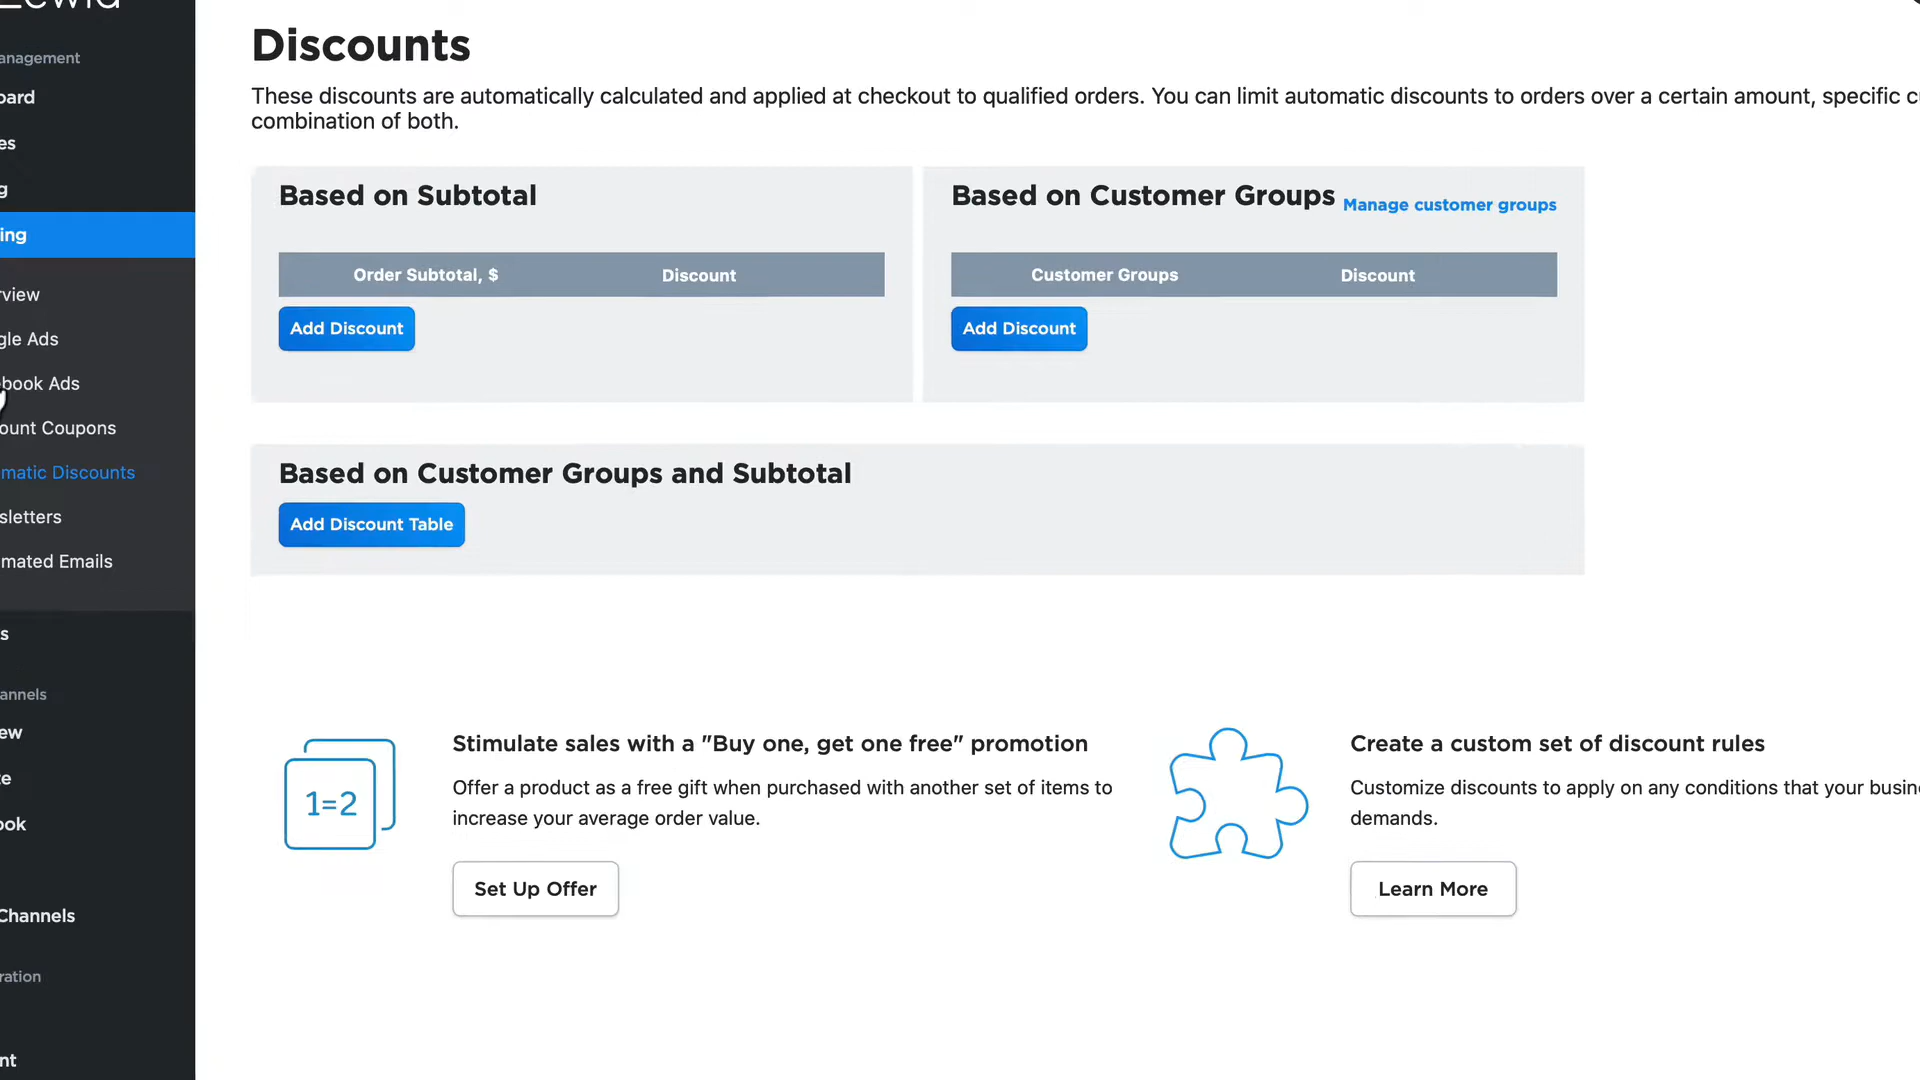 anagement
oard
es
g
ing
rview
gle Ads
book Ads
ount Coupons
matic Discounts
sletters
mated Emails
s
annels
ew
te
ook
Channels
ration
nt
Discounts
These discounts are automatically calculated and applied at checkout to qualified orders. You can limit automatic discounts to orders over a certain amount, specific c
combination of both.
Based on Subtotal
Order Subtotal, $ Discount
Add Discount
Based on Customer Groups Manage customer groups
Customer Groups Discount
Add Discount
Based on Customer Groups and Subtotal
Add Discount Table
1=2
Stimulate sales with a "Buy one, get one free" promotion
Offer a product as a free gift when purchased with another set of items to
increase your average order value.
Set Up Offer
Create a custom set of discount rules
Customize discounts to apply on any conditions that your busin
demands.
Learn More